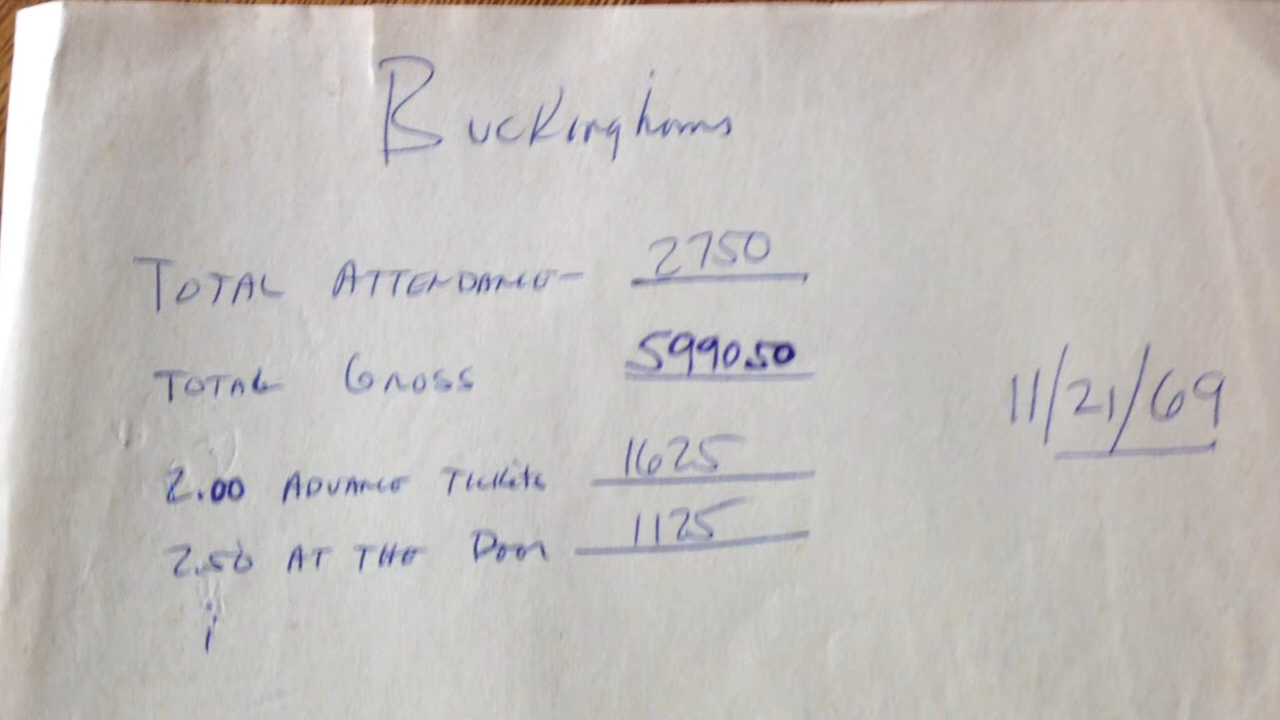 Buckinghams
TOTAL ATTENDANCE- 2750
TOTAL GROSS 599050
11/21/69
2.00 ADVANCE TICKETS 1625
2.50 AT THE DOOR 1125
i